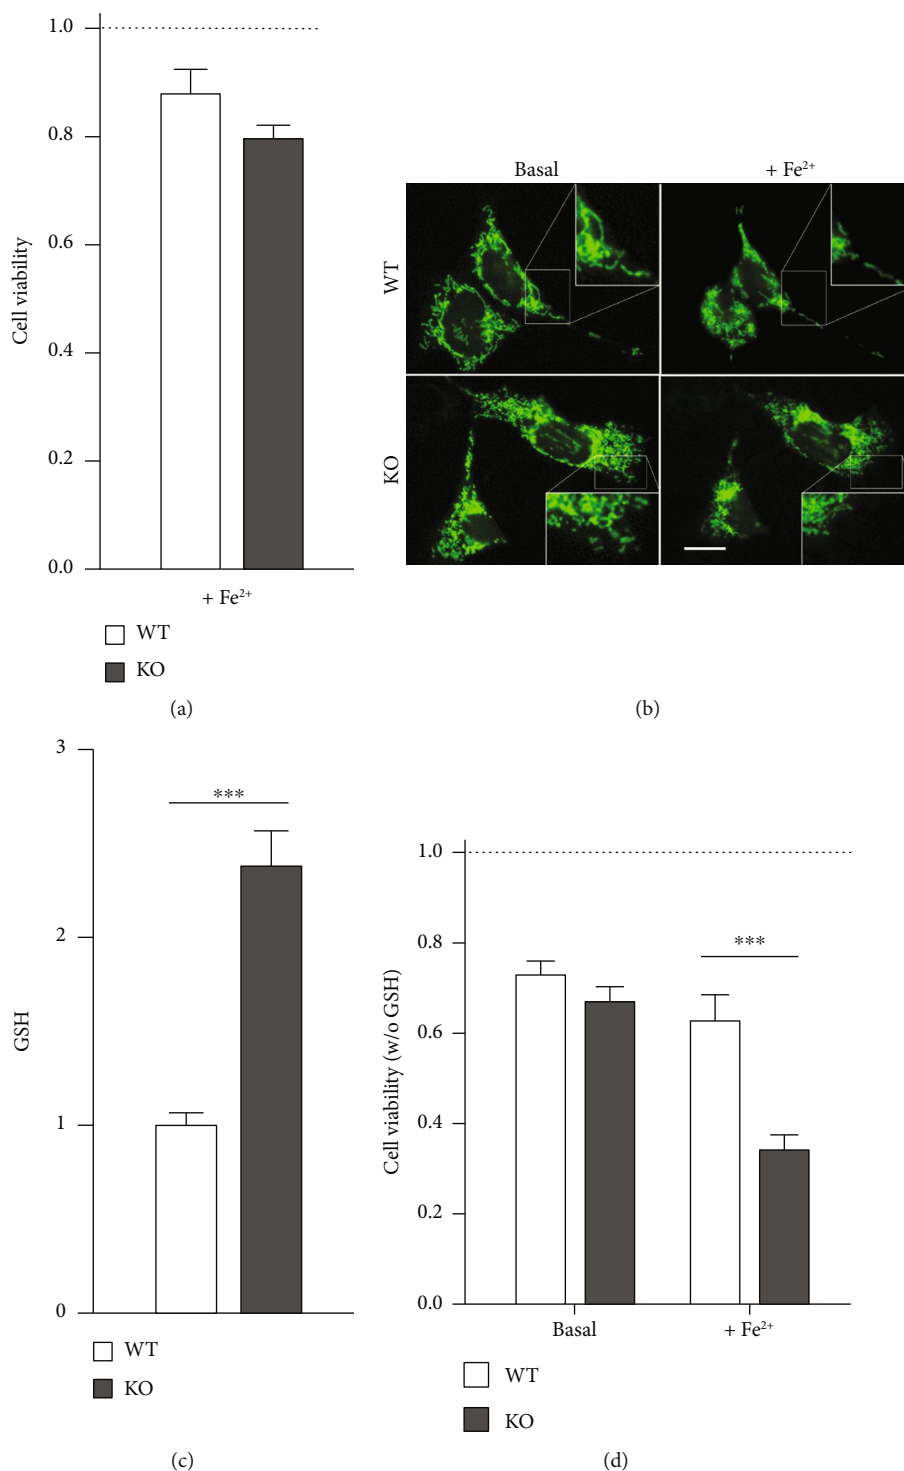 1.0
0.8
0.6
0.4
0.2
0.0
Cell viability
+ Fe²⁺
WT
KO
(a)
Basal
+ Fe²⁺
WT
KO
(b)
3
2
1
0
GSH
***
WT
KO
(c)
1.0
0.8
0.6
0.4
0.2
0.0
Cell viability (w/o GSH)
***
Basal
+ Fe²⁺
WT
KO
(d)